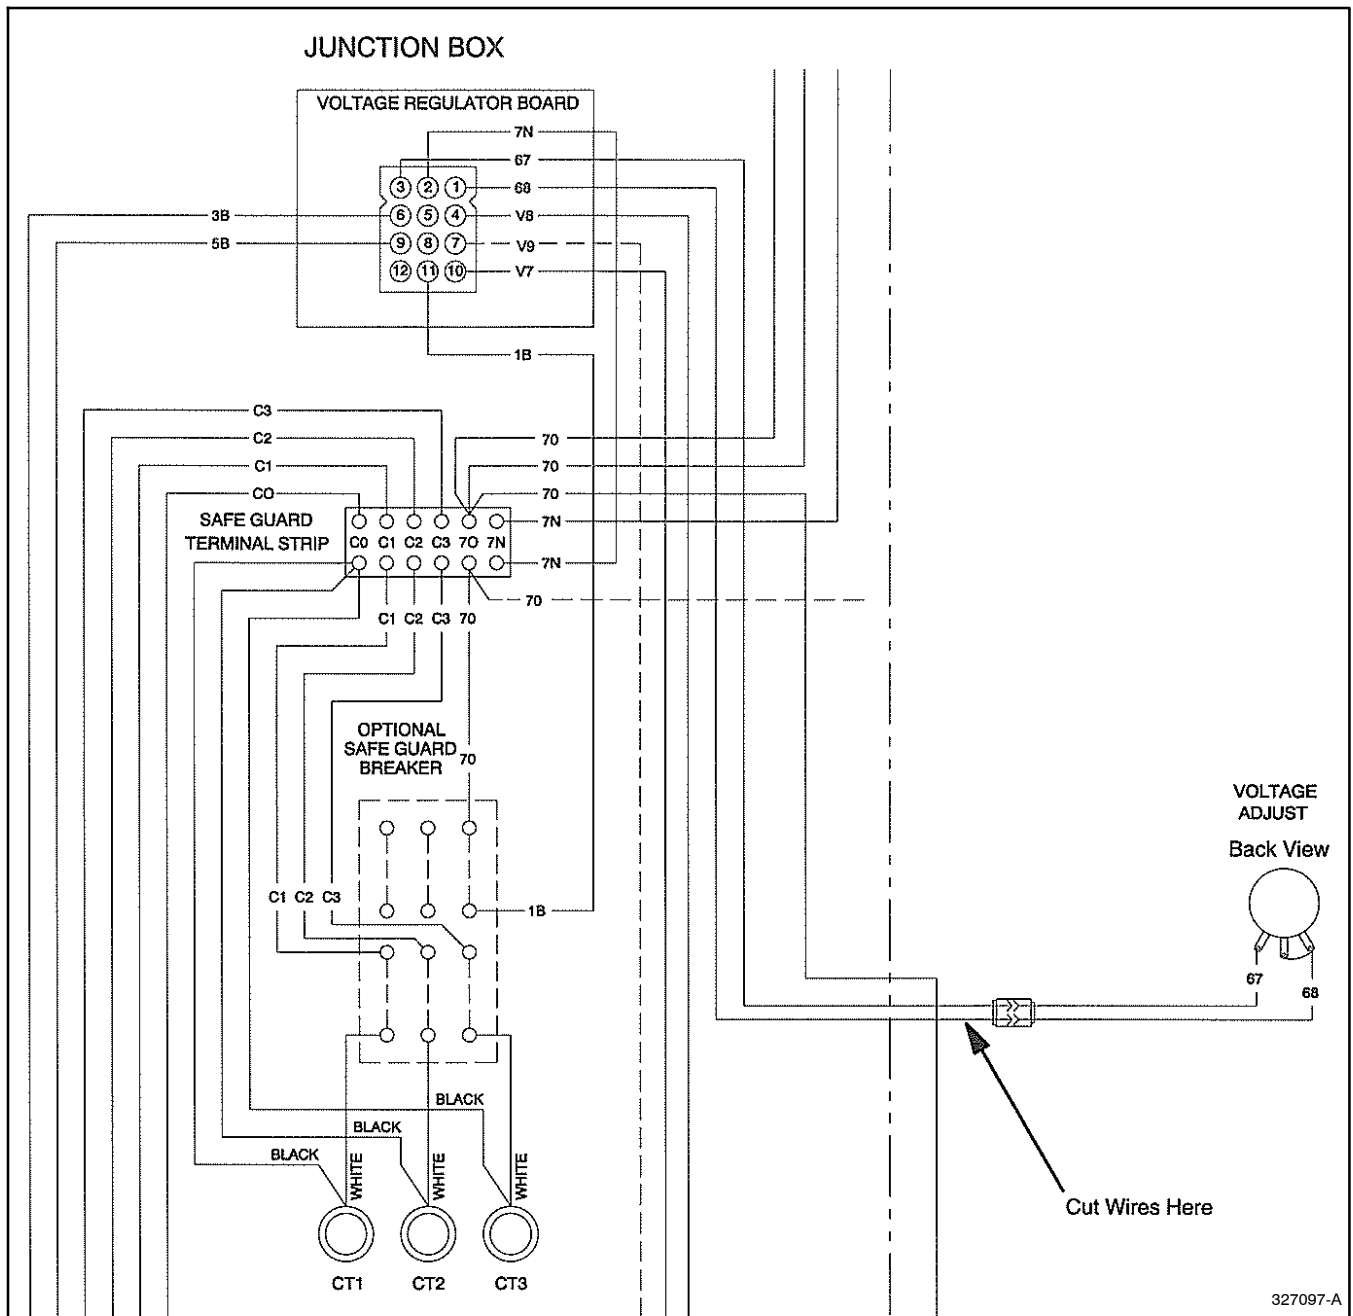 JUNCTION BOX
VOLTAGE REGULATOR BOARD
7N
67
3 2 1 68
3B 6 5 4 V8
5B 9 8 7 V9
12 11 10 V7
1B
C3
C2 70
C1 70
CO 70
SAFE GUARD
TERMINAL STRIP
7N
C0 C1 C2 C3 7O 7N
7N
70
C1 C2 C3 70
OPTIONAL
SAFE GUARD
BREAKER
70
VOLTAGE
ADJUST
Back View
C1 C2 C3
1B
67
68
BLACK
BLACK
BLACK
WHITE
WHITE
WHITE
Cut Wires Here
CT1 CT2 CT3
327097-A